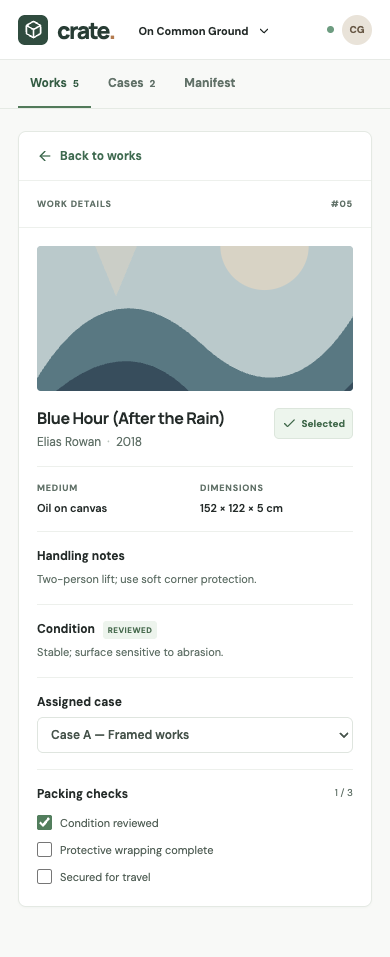 crate.
On Common Ground
CG
Works 5
Cases 2
Manifest
Back to works
WORK DETAILS
#05
Blue Hour (After the Rain)
Selected
Elias Rowan · 2018
MEDIUM
DIMENSIONS
Oil on canvas
152 × 122 × 5 cm
Handling notes
Two-person lift; use soft corner protection.
Condition REVIEWED
Stable; surface sensitive to abrasion.
Assigned case
Case A — Framed works
Packing checks
1 / 3
Condition reviewed
Protective wrapping complete
Secured for travel